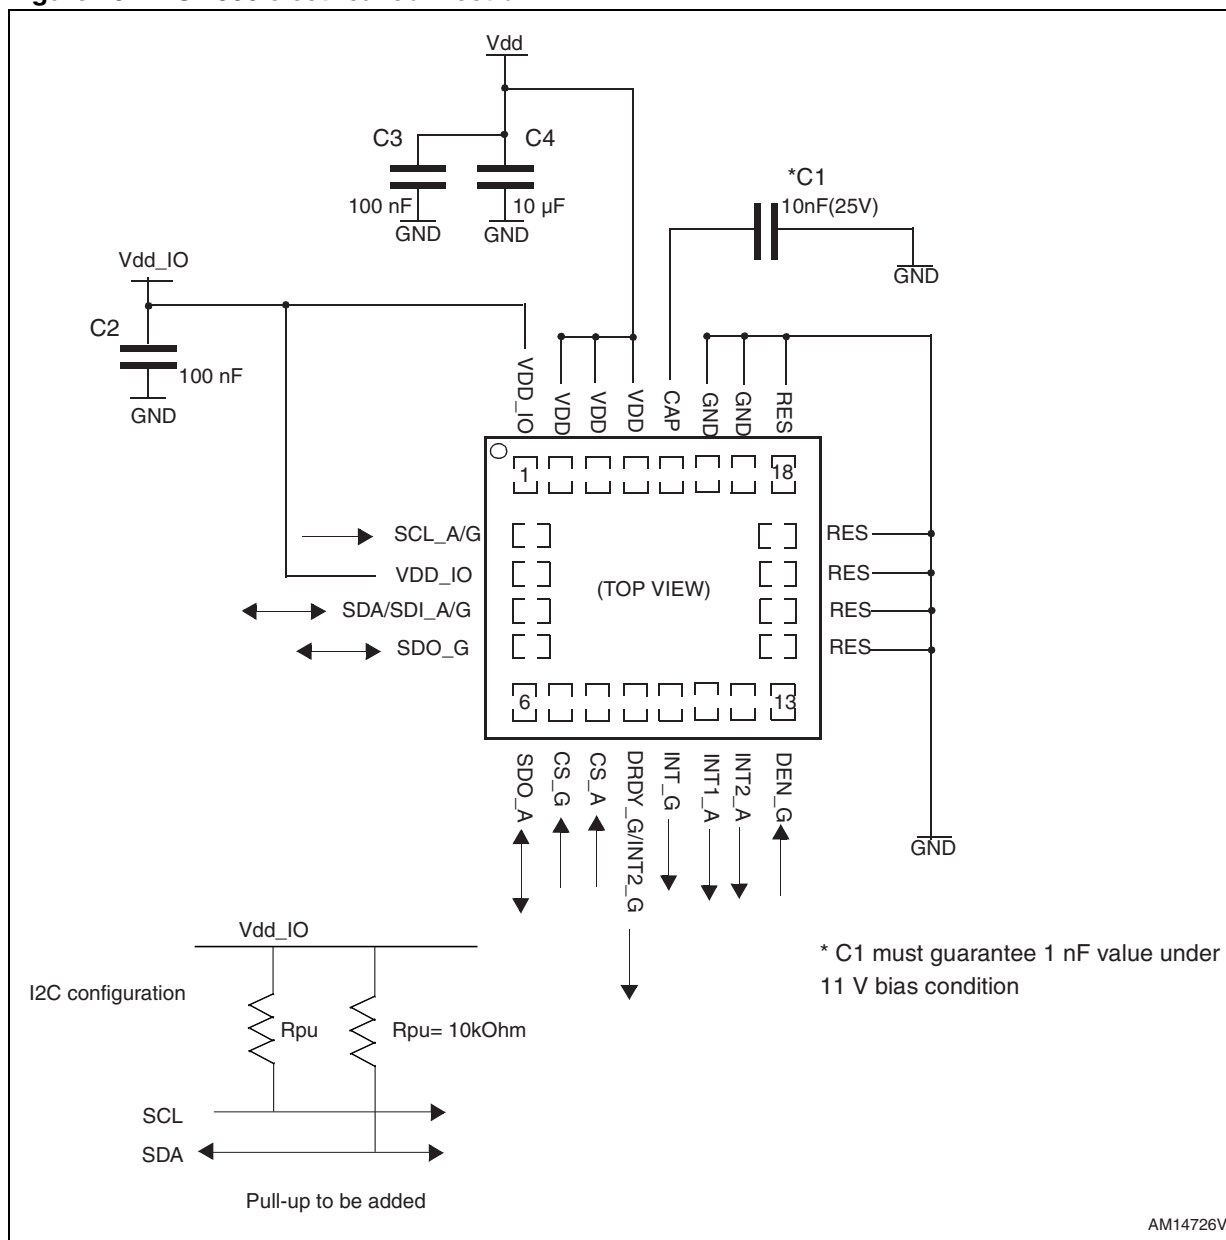 Vdd
C3
C4
*C1
100 nF
10 µF
10nF(25V)
GND
GND
Vdd_IO
GND
C2
100 nF
GND
VDD_IO
VDD
VDD
VDD
CAP
GND
GND
RES
1
18
SCL_A/G
RES
VDD_IO
(TOP VIEW)
RES
SDA/SDI_A/G
RES
SDO_G
RES
6
13
SDO_A
CS_G
CS_A
DRDY_G/INT2_G
INT_G
INT1_A
INT2_A
DEN_G
GND
Vdd_IO
* C1 must guarantee 1 nF value under
11 V bias condition
I2C configuration
Rpu
Rpu= 10kOhm
SCL
SDA
Pull-up to be added
AM14726V